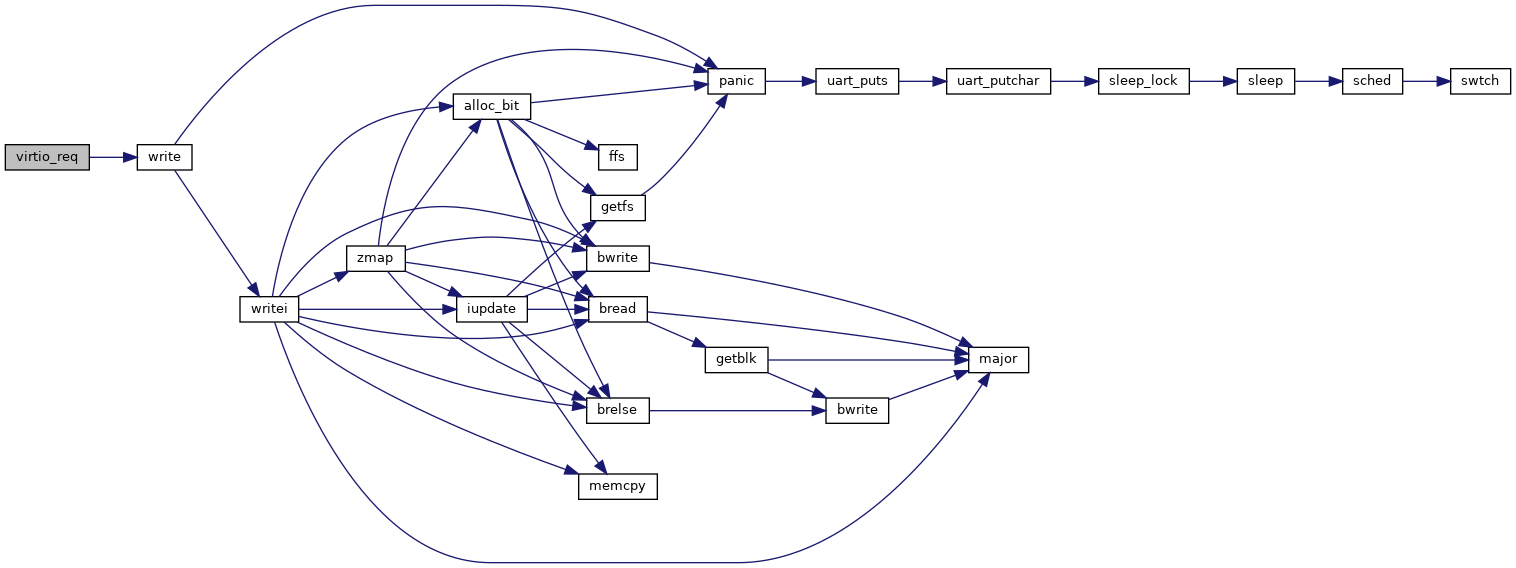 virtio_req
write
writei
zmap
alloc_bit
iupdate
ffs
getfs
bwrite
bread
brelse
memcpy
panic
getblk
bwrite
uart_puts
uart_putchar
major
sleep_lock
sleep
sched
swtch